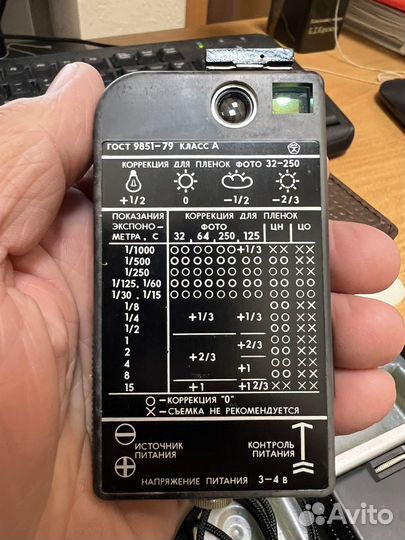 ГОСТ 9851-79 КЛАСС А
КОРРЕКЦИЯ ДЛЯ ПЛЕНОК ФОТО 32-250
+1/2 0 -1/2 -2/3
ПОКАЗАНИЯ ЭКСПОНО-МЕТРА, С
КОРРЕКЦИЯ ДЛЯ ПЛЕНОК
ФОТО ЦН ЦО
32, 64, 250, 125
1/1000 ○ ○ ○ ○ ○ ○ +1/3 × × × ×
1/500
1/250
1/125, 1/60
1/30, 1/15
1/8
1/4 +1/3 +1/3
1/2
1 +2/3
2 +2/3
4 +1
8
15 +1 +1 2/3 × × × ×
○ - КОРРЕКЦИЯ "0"
× - СЪЕМКА НЕ РЕКОМЕНДУЕТСЯ
⊖ ИСТОЧНИК ПИТАНИЯ ⊕
КОНТРОЛЬ ПИТАНИЯ
НАПРЯЖЕНИЕ ПИТАНИЯ 3-4 В
Avito